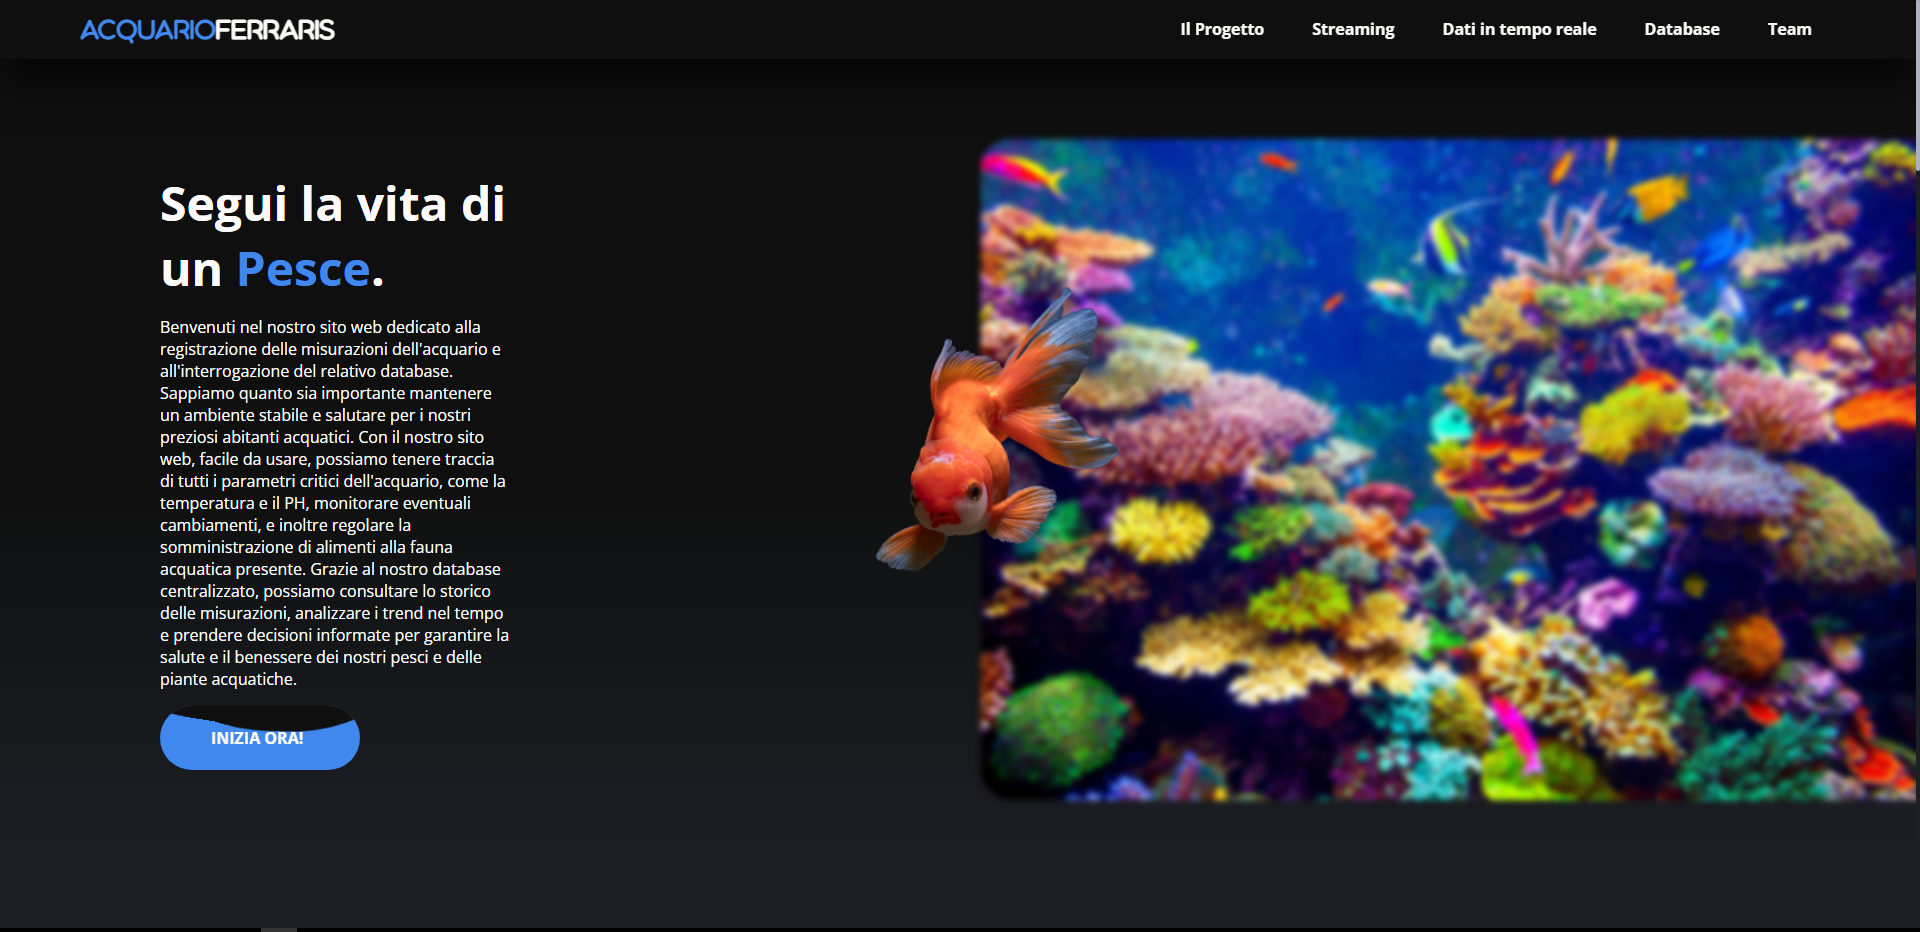 ACQUARIOFERRARIS
Il Progetto
Streaming
Dati in tempo reale
Database
Team
Segui la vita di
un Pesce.
Benvenuti nel nostro sito web dedicato alla
registrazione delle misurazioni dell'acquario e
all'interrogazione del relativo database.
Sappiamo quanto sia importante mantenere
un ambiente stabile e salutare per i nostri
preziosi abitanti acquatici. Con il nostro sito
web, facile da usare, possiamo tenere traccia
di tutti i parametri critici dell'acquario, come la
temperatura e il PH, monitorare eventuali
cambiamenti, e inoltre regolare la
somministrazione di alimenti alla fauna
acquatica presente. Grazie al nostro database
centralizzato, possiamo consultare lo storico
delle misurazioni, analizzare i trend nel tempo
e prendere decisioni informate per garantire la
salute e il benessere dei nostri pesci e delle
piante acquatiche.
INIZIA ORA!